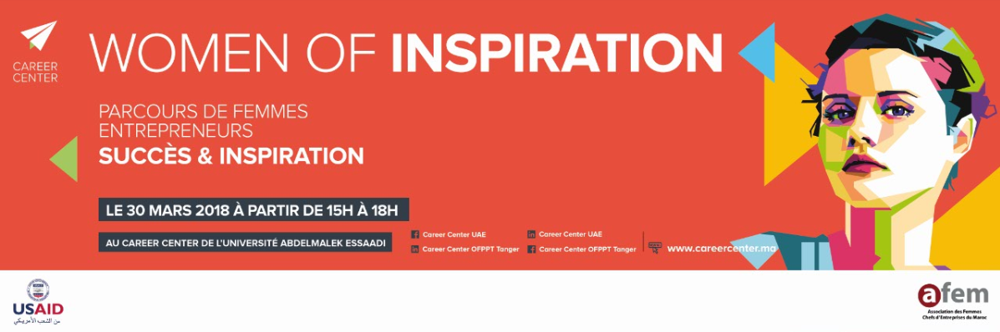 CAREER
CENTER
WOMEN OF INSPIRATION
PARCOURS DE FEMMES
ENTREPRENEURS
SUCCÈS & INSPIRATION
LE 30 MARS 2018 À PARTIR DE 15H À 18H
AU CAREER CENTER DE L'UNIVERSITÉ ABDELMALEK ESSAADI
Career Center UAE
Career Center UAE
Career Center OFPPT Tanger
Career Center OFPPT Tanger
www.careercenter.ma
USAID
من الشعب الأمريكي
afem
Association des Femmes
Chefs d'Entreprises du Maroc